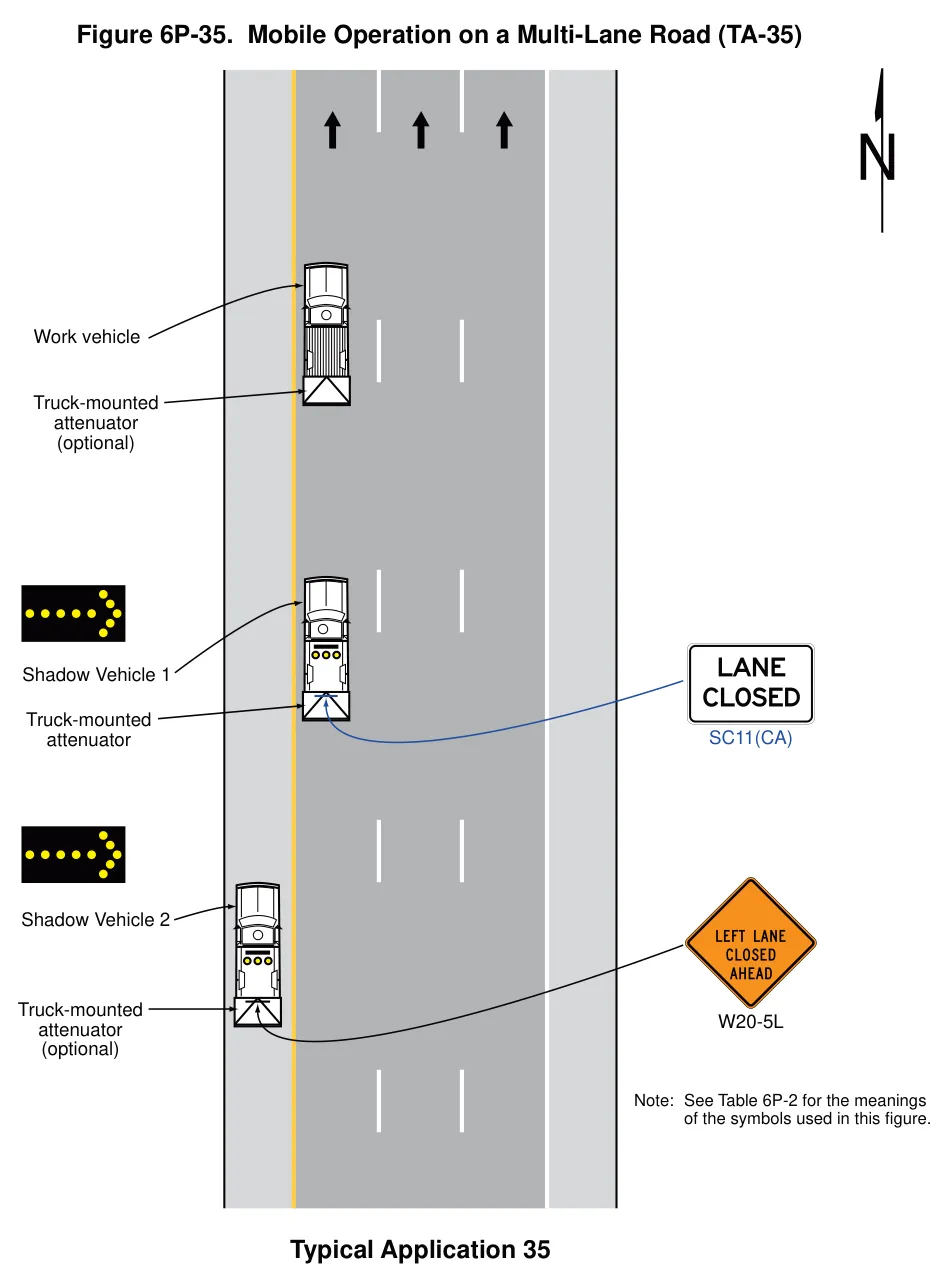 Figure 6P-35.  Mobile Operation on a Multi-Lane Road (TA-35)
N
Work vehicle
Truck-mounted
attenuator
(optional)
Shadow Vehicle 1
Truck-mounted
attenuator
LANE
CLOSED
SC11(CA)
Shadow Vehicle 2
Truck-mounted
attenuator
(optional)
LEFT LANE
CLOSED
AHEAD
W20-5L
Note:  See Table 6P-2 for the meanings
of the symbols used in this figure.
Typical Application 35